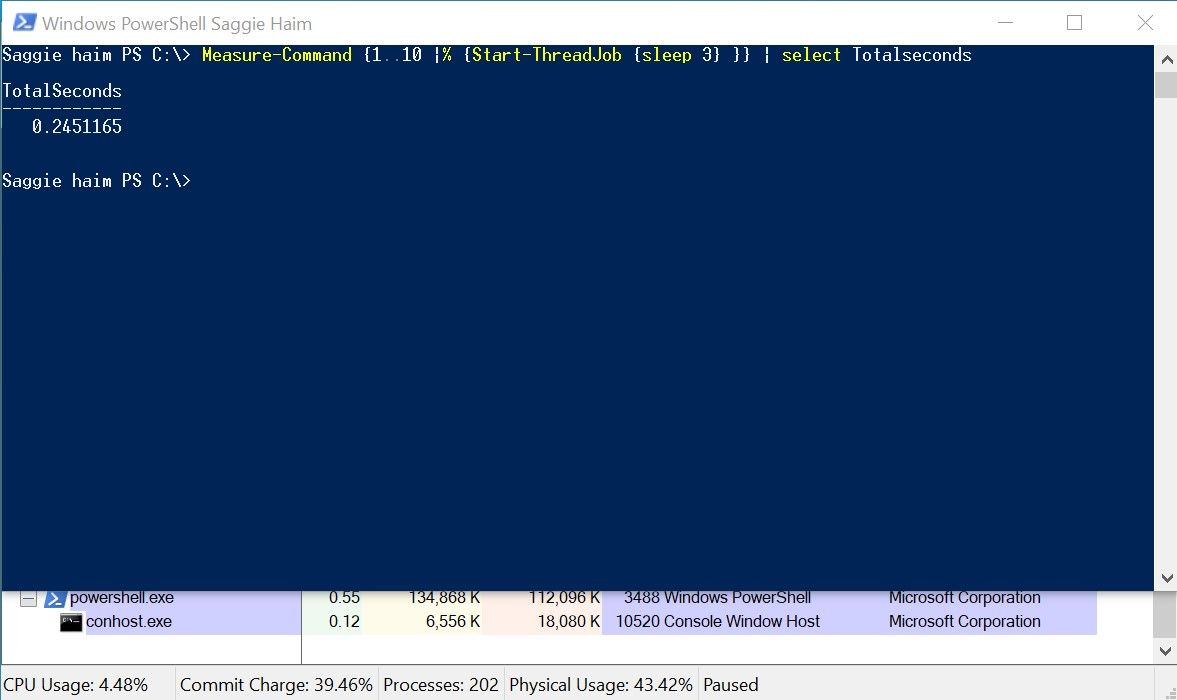 Windows PowerShell Saggie Haim
Saggie haim PS C:\> Measure-Command {1..10 |% {Start-ThreadJob {sleep 3} }} | select Totalseconds
TotalSeconds
------------
0.2451165
Saggie haim PS C:\>
powershell.exe 0.55 134,868 K 112,096 K 3488 Windows PowerShell Microsoft Corporation
conhost.exe 0.12 6,556 K 18,080 K 10520 Console Window Host Microsoft Corporation
CPU Usage: 4.48% Commit Charge: 39.46% Processes: 202 Physical Usage: 43.42% Paused